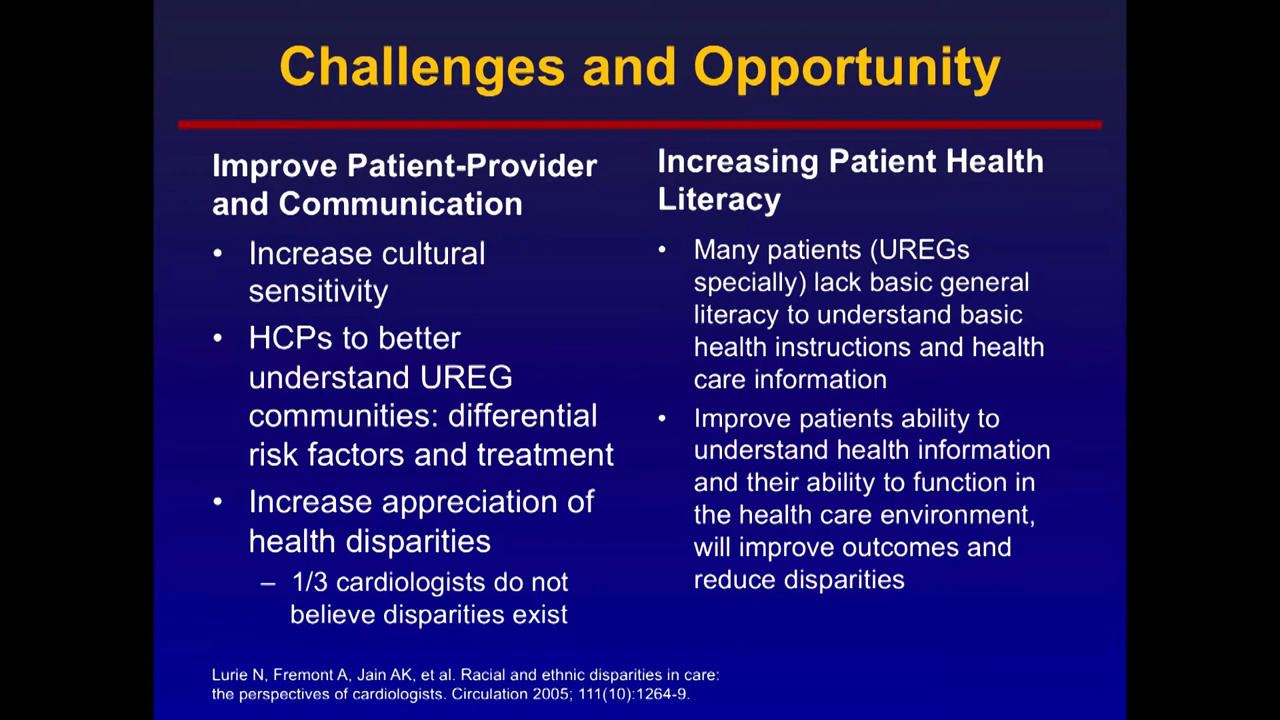 Challenges and Opportunity
Improve Patient-Provider
and Communication
• Increase cultural
sensitivity
• HCPs to better
understand UREG
communities: differential
risk factors and treatment
• Increase appreciation of
health disparities
– 1/3 cardiologists do not
believe disparities exist
Increasing Patient Health
Literacy
• Many patients (UREGs
specially) lack basic general
literacy to understand basic
health instructions and health
care information
• Improve patients ability to
understand health information
and their ability to function in
the health care environment,
will improve outcomes and
reduce disparities
Lurie N, Fremont A, Jain AK, et al. Racial and ethnic disparities in care:
the perspectives of cardiologists. Circulation 2005; 111(10):1264-9.